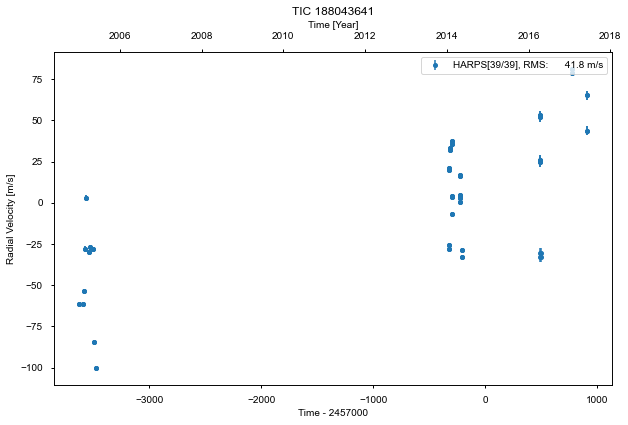 TIC 188043641
Time [Year]
2006 2008 2010 2012 2014 2016 2018
HARPS[39/39], RMS: 41.8 m/s
75
50
25
0
−25
−50
−75
−100
Radial Velocity [m/s]
−3000 −2000 −1000 0 1000
Time - 2457000